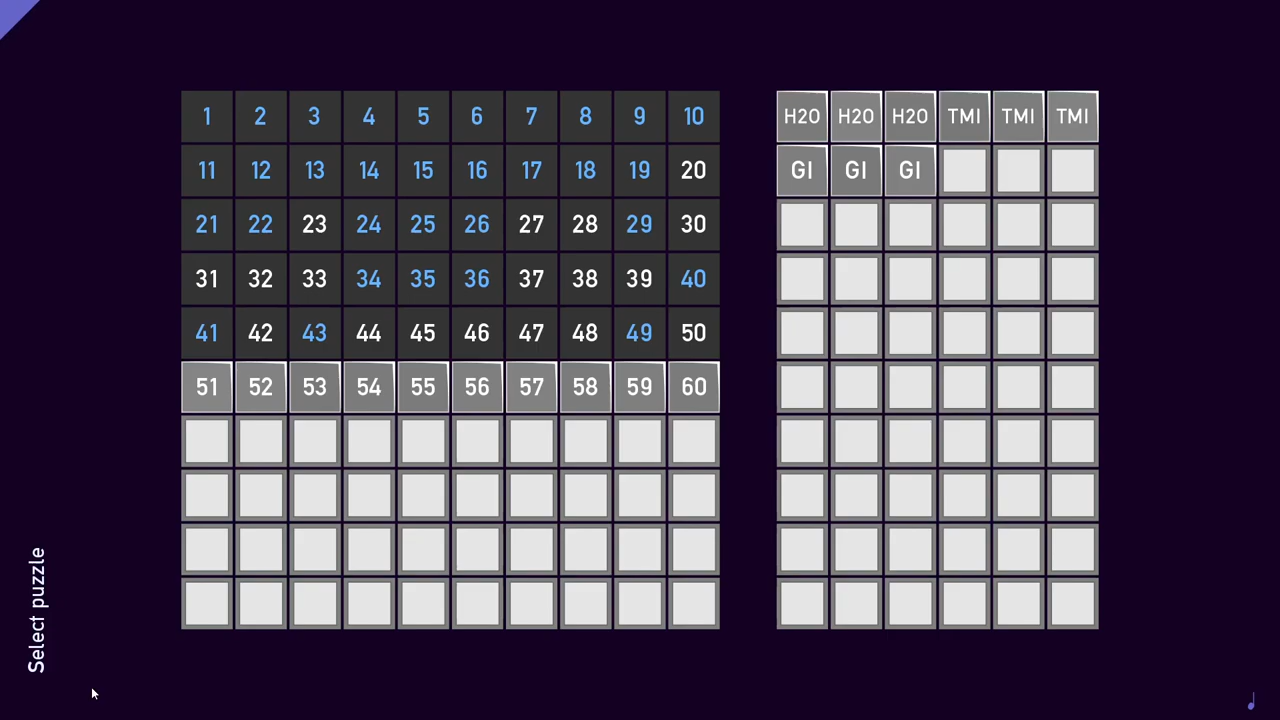 1 2 3 4 5 6 7 8 9 10
11 12 13 14 15 16 17 18 19 20
21 22 23 24 25 26 27 28 29 30
31 32 33 34 35 36 37 38 39 40
41 42 43 44 45 46 47 48 49 50
51 52 53 54 55 56 57 58 59 60
H2O H2O H2O TMI TMI TMI
GI GI GI
Select puzzle